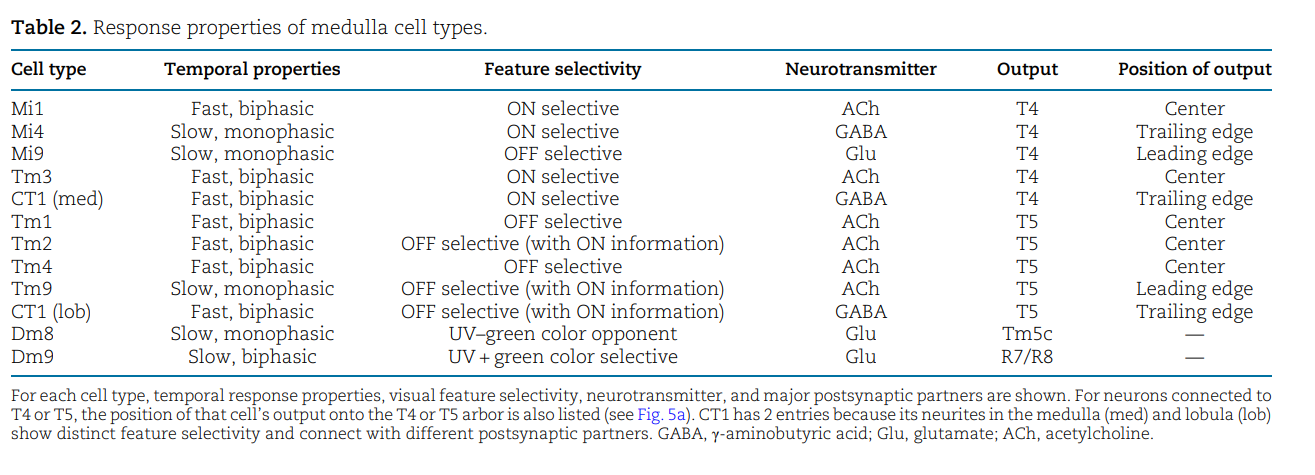 Table 2. Response properties of medulla cell types.
Cell type Temporal properties Feature selectivity Neurotransmitter Output Position of output
Mi1 Fast, biphasic ON selective ACh T4 Center
Mi4 Slow, monophasic ON selective GABA T4 Trailing edge
Mi9 Slow, monophasic OFF selective Glu T4 Leading edge
Tm3 Fast, biphasic ON selective ACh T4 Center
CT1 (med) Fast, biphasic ON selective GABA T4 Trailing edge
Tm1 Fast, biphasic OFF selective ACh T5 Center
Tm2 Fast, biphasic OFF selective (with ON information) ACh T5 Center
Tm4 Fast, biphasic OFF selective ACh T5 Center
Tm9 Slow, monophasic OFF selective (with ON information) ACh T5 Leading edge
CT1 (lob) Fast, biphasic OFF selective (with ON information) GABA T5 Trailing edge
Dm8 Slow, monophasic UV–green color opponent Glu Tm5c —
Dm9 Slow, biphasic UV + green color selective Glu R7/R8 —
For each cell type, temporal response properties, visual feature selectivity, neurotransmitter, and major postsynaptic partners are shown. For neurons connected to
T4 or T5, the position of that cell's output onto the T4 or T5 arbor is also listed (see Fig. 5a). CT1 has 2 entries because its neurites in the medulla (med) and lobula (lob)
show distinct feature selectivity and connect with different postsynaptic partners. GABA, γ-aminobutyric acid; Glu, glutamate; ACh, acetylcholine.